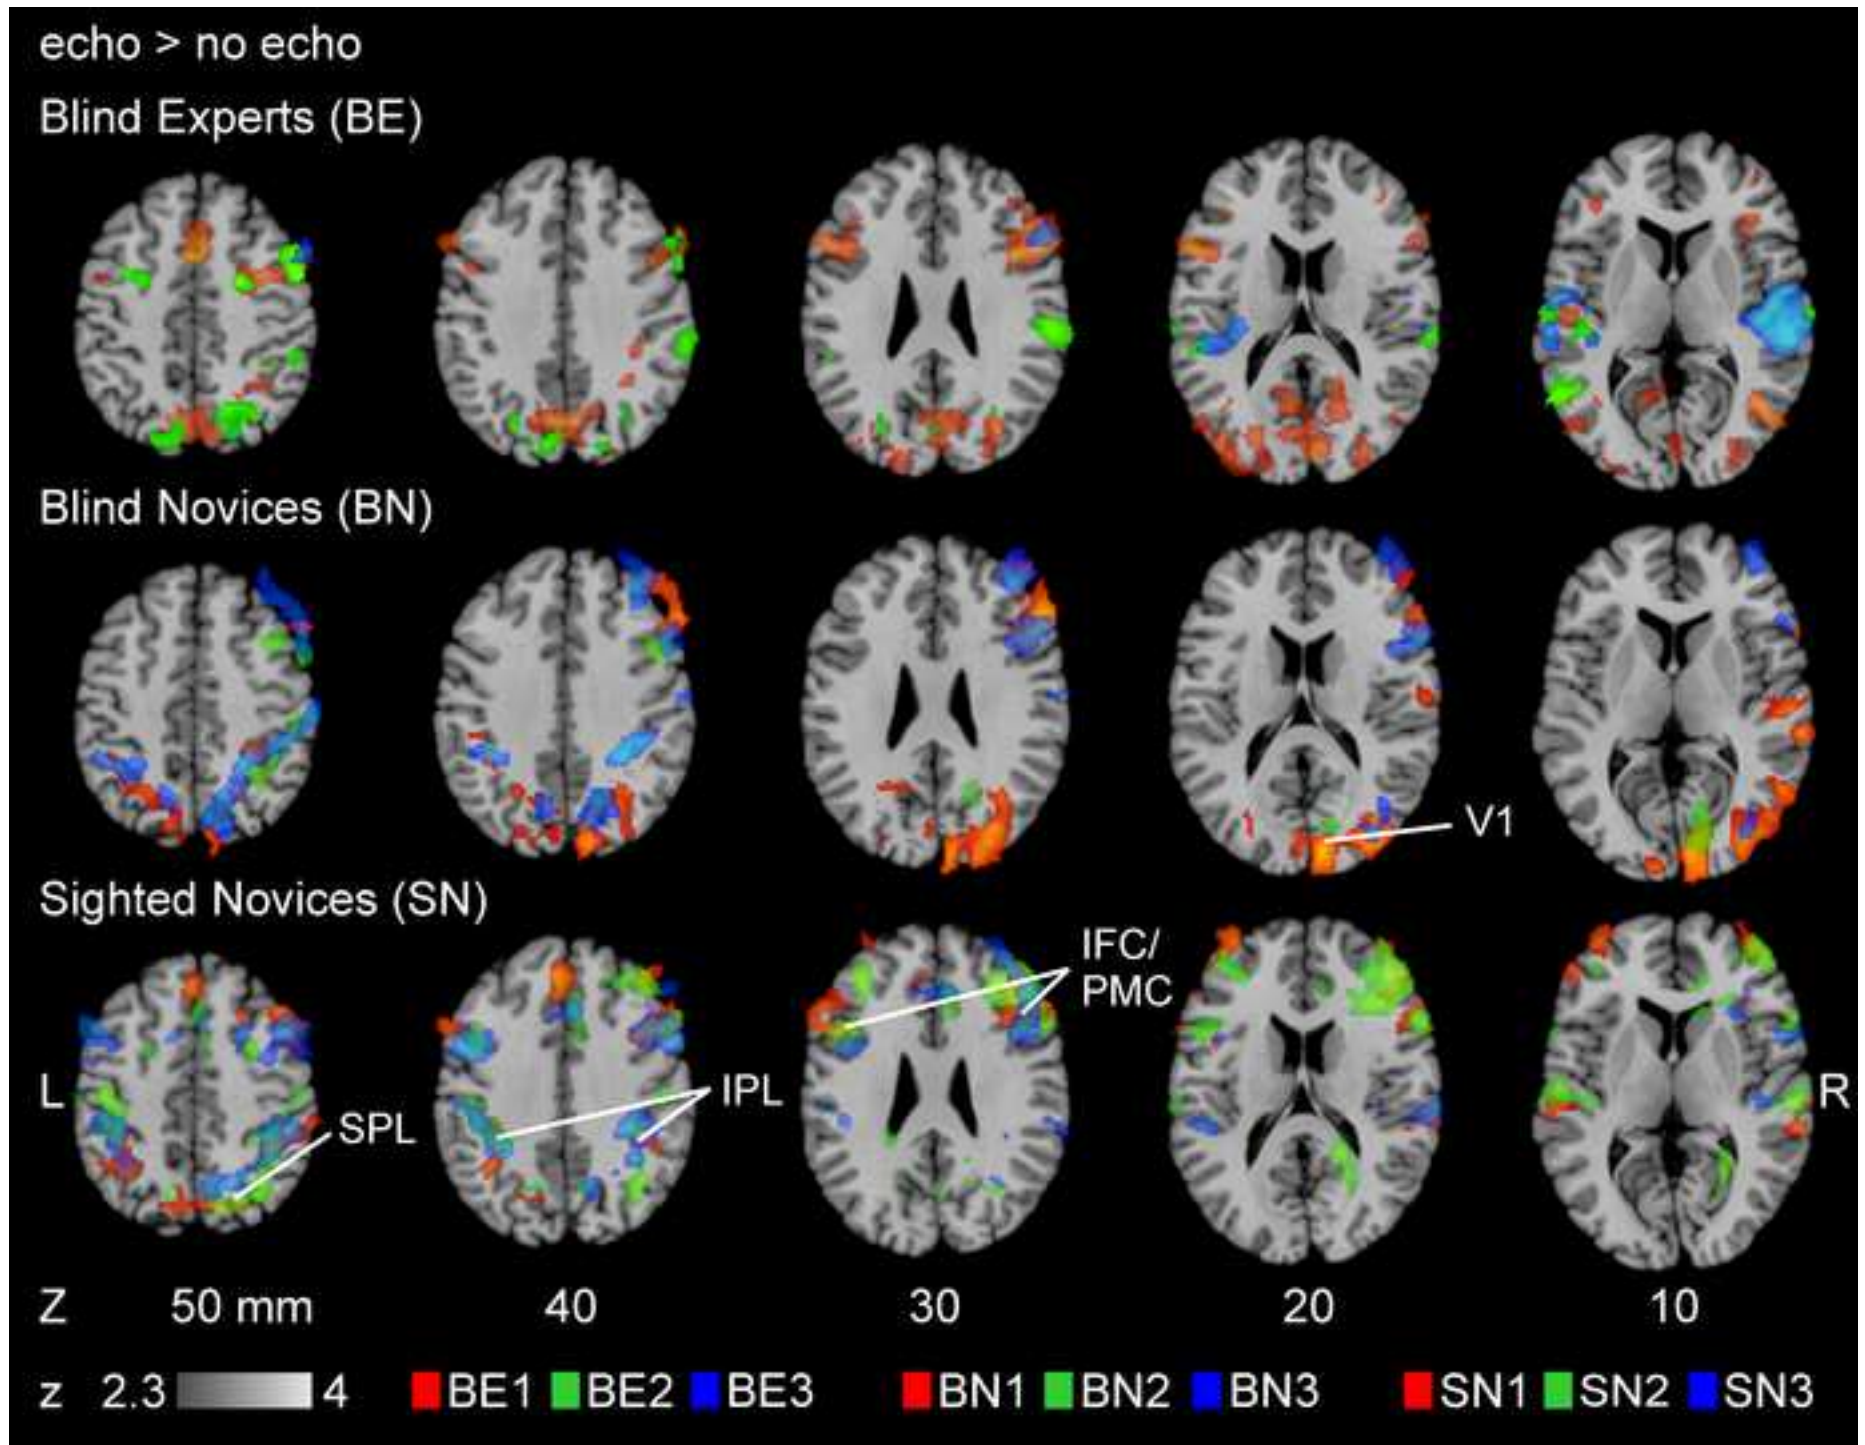 echo > no echo
Blind Experts (BE)
Blind Novices (BN)
V1
Sighted Novices (SN)
IFC/
PMC
L
SPL
IPL
R
Z 50 mm 40 30 20 10
z 2.3 4 BE1 BE2 BE3 BN1 BN2 BN3 SN1 SN2 SN3